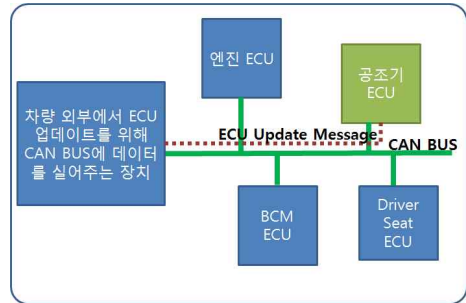 엔진 ECU
공조기
ECU
차량 외부에서 ECU
업데이트를 위해
CAN BUS에 데이터
를 실어주는 장치
ECU Update Message
CAN BUS
BCM
ECU
Driver
Seat
ECU